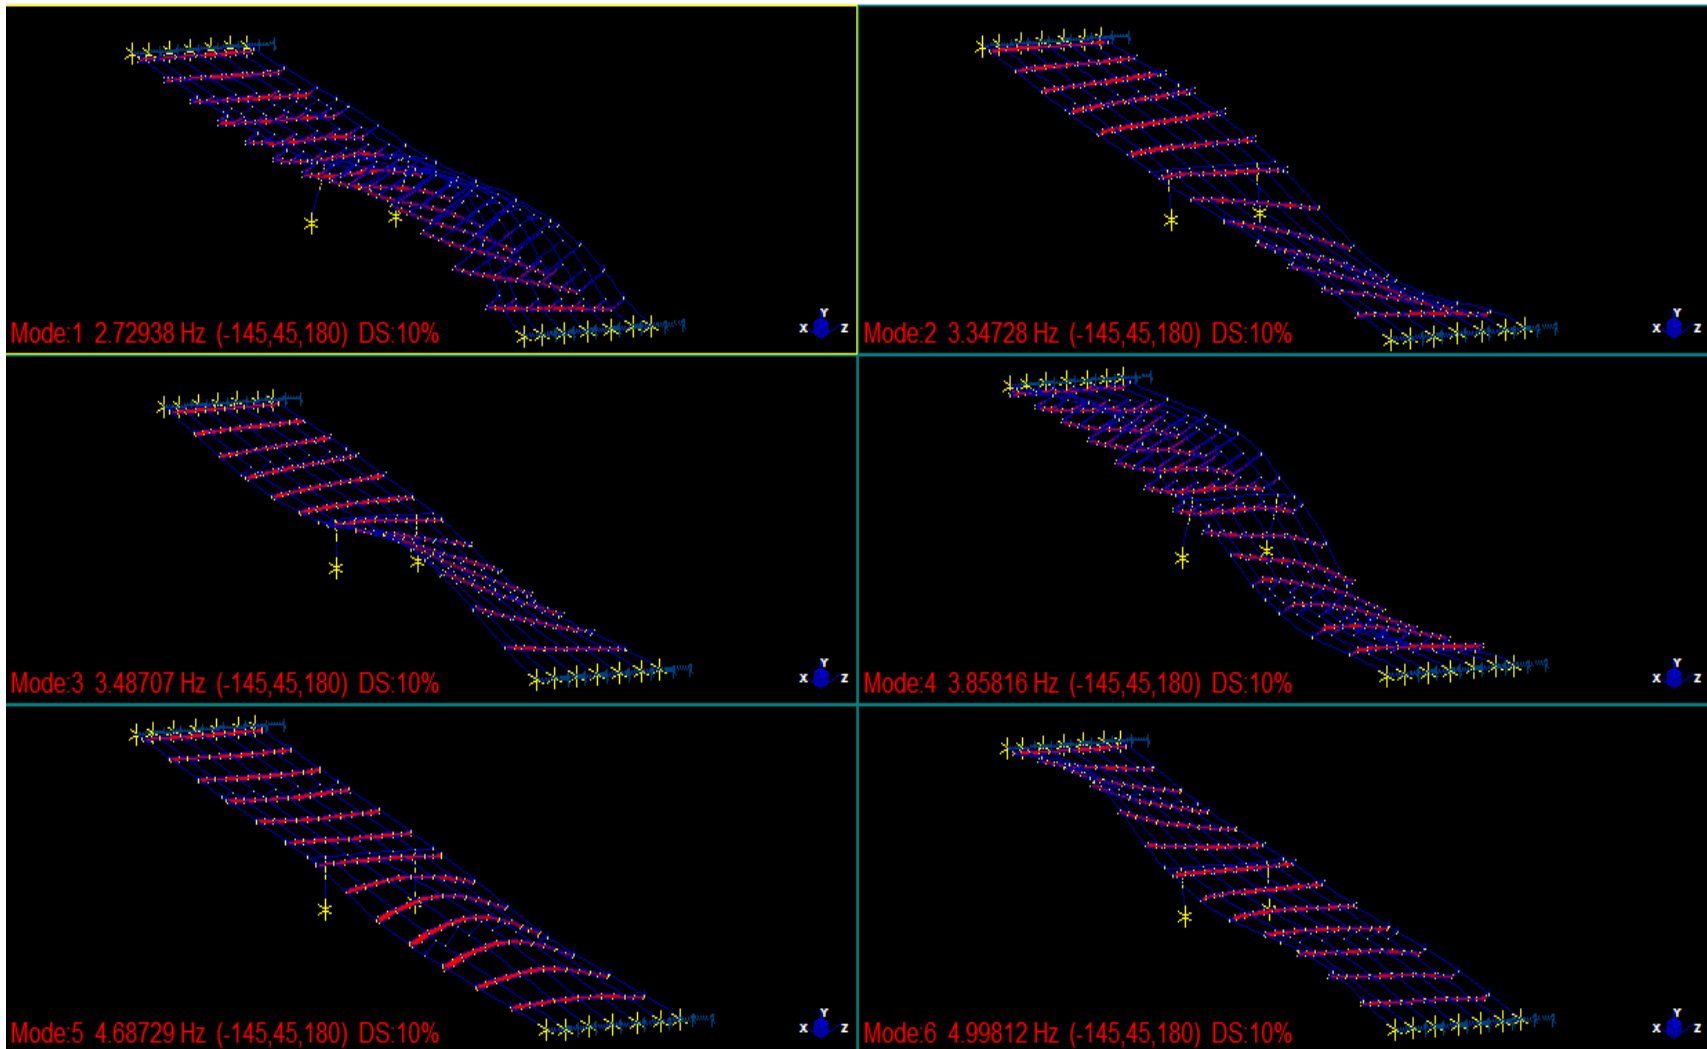 Y
X Z
Mode:1 2.72938 Hz (-145,45,180) DS:10%
Y
X Z
Mode:2 3.34728 Hz (-145,45,180) DS:10%
Y
X Z
Mode:3 3.48707 Hz (-145,45,180) DS:10%
Y
X Z
Mode:4 3.85816 Hz (-145,45,180) DS:10%
Y
X Z
Mode:5 4.68729 Hz (-145,45,180) DS:10%
Y
X Z
Mode:6 4.99812 Hz (-145,45,180) DS:10%